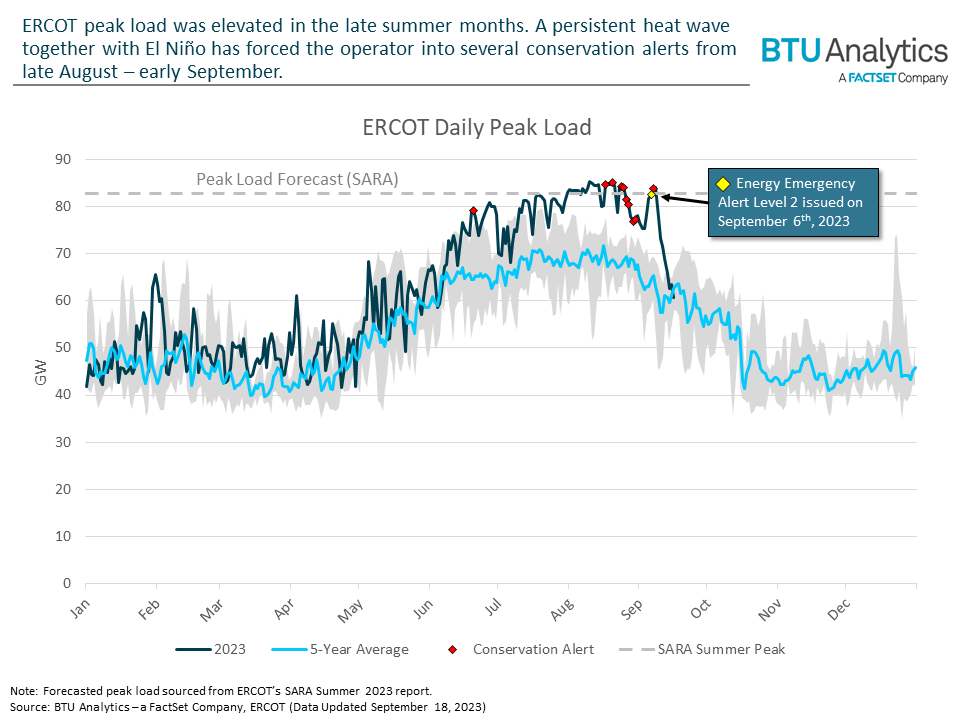 ERCOT peak load was elevated in the late summer months. A persistent heat wave
together with El Niño has forced the operator into several conservation alerts from
late August – early September.
BTU Analytics
A FACTSET Company
ERCOT Daily Peak Load
90
80
70
60
50
40
30
20
10
0
GW
Peak Load Forecast (SARA)
Energy Emergency
Alert Level 2 issued on
September 6th, 2023
Jan
Feb
Mar
Apr
May
Jun
Jul
Aug
Sep
Oct
Nov
Dec
2023
5-Year Average
Conservation Alert
SARA Summer Peak
Note: Forecasted peak load sourced from ERCOT's SARA Summer 2023 report.
Source: BTU Analytics – a FactSet Company, ERCOT (Data Updated September 18, 2023)